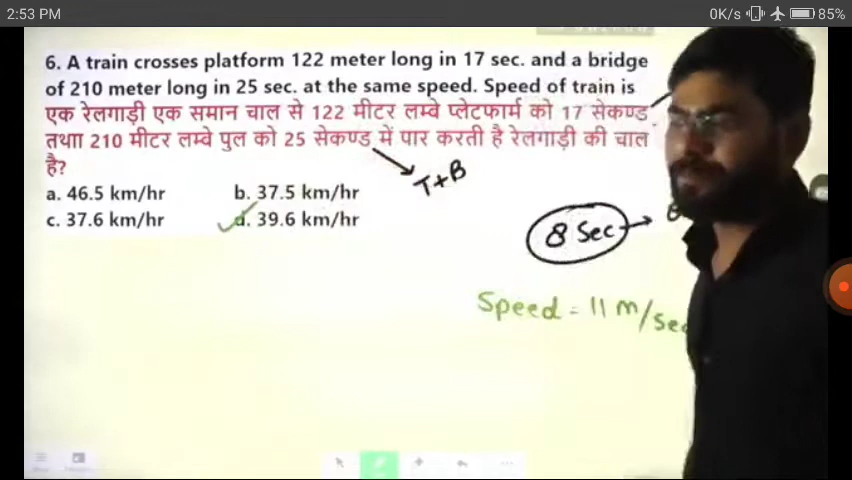 2:53 PM 0K/s 85%
6. A train crosses platform 122 meter long in 17 sec. and a bridge
of 210 meter long in 25 sec. at the same speed. Speed of train is
एक रेलगाड़ी एक समान चाल से 122 मीटर लम्बे प्लेटफार्म को 17 सेकण्ड
तथाा 210 मीटर लम्बे पुल को 25 सेकण्ड में पार करती है रेलगाड़ी की चाल
है?
T+B
a. 46.5 km/hr b. 37.5 km/hr
c. 37.6 km/hr d. 39.6 km/hr
8 Sec
Speed = 11 m/sec